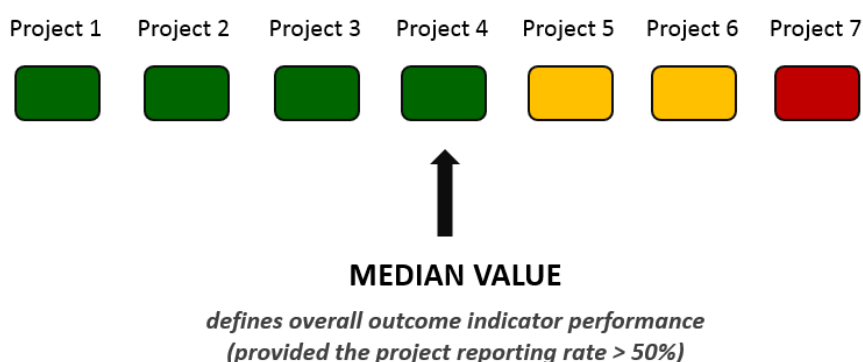 Project 1 Project 2 Project 3 Project 4 Project 5 Project 6 Project 7
MEDIAN VALUE
defines overall outcome indicator performance
(provided the project reporting rate > 50%)